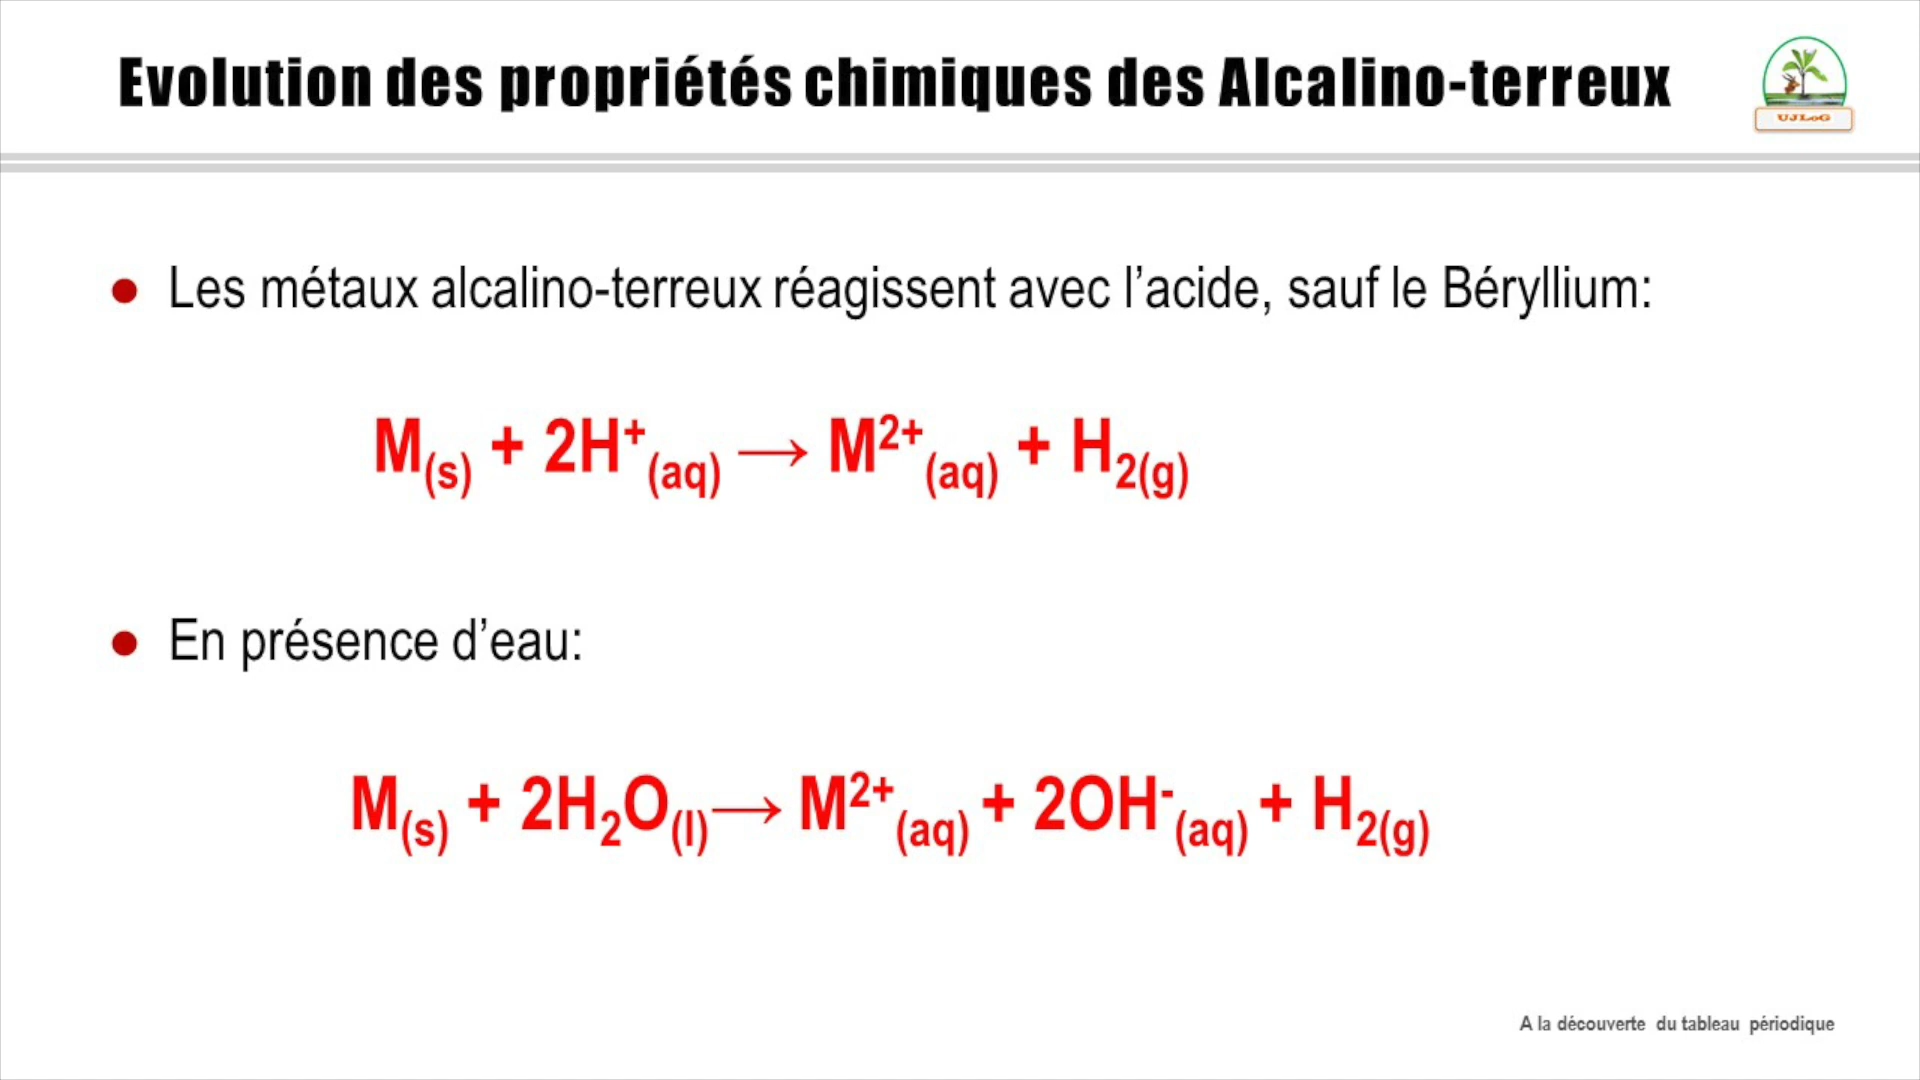 Evolution des propriétés chimiques des Alcalino-terreux
UJLoG
● Les métaux alcalino-terreux réagissent avec l’acide, sauf le Béryllium:
M(s) + 2H⁺(aq) → M²⁺(aq) + H₂(g)
● En présence d’eau:
M(s) + 2H₂O(l) → M²⁺(aq) + 2OH⁻(aq) + H₂(g)
A la découverte du tableau périodique